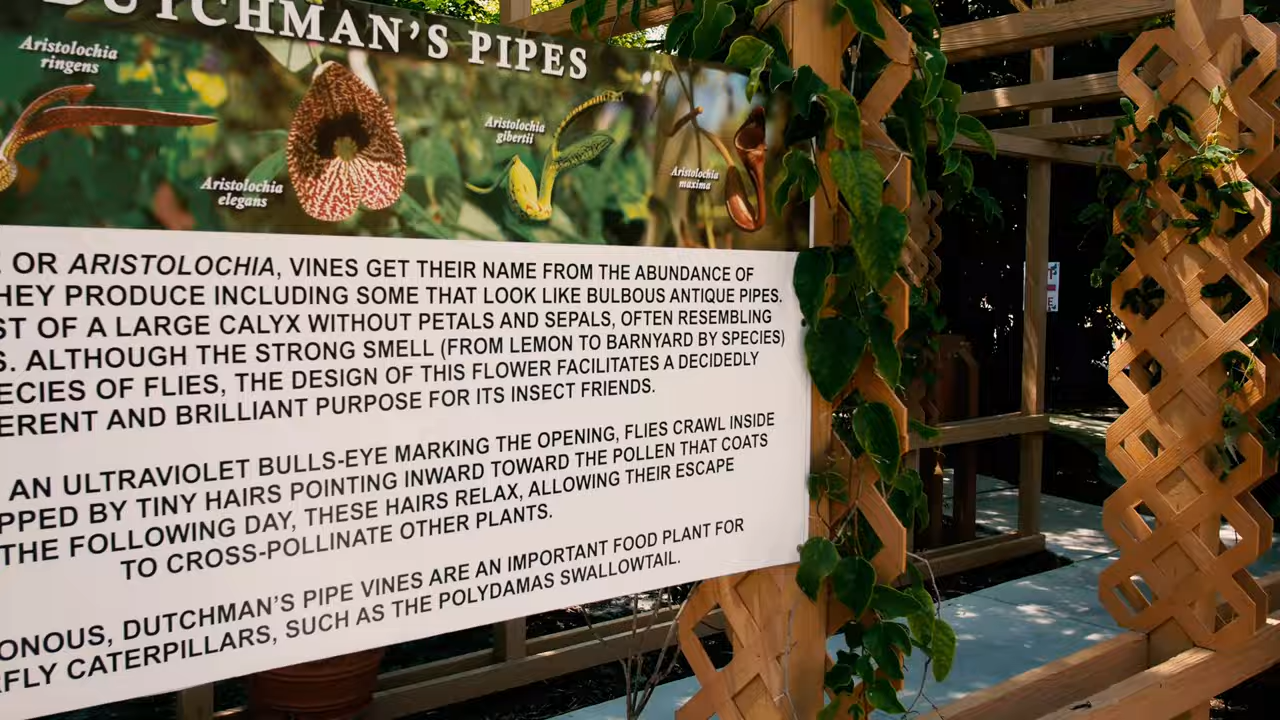 DUTCHMAN'S PIPES
Aristolochia
ringens
Aristolochia
elegans
Aristolochia
gibertii
Aristolochia
maxima
OR ARISTOLOCHIA, VINES GET THEIR NAME FROM THE ABUNDANCE OF
HEY PRODUCE INCLUDING SOME THAT LOOK LIKE BULBOUS ANTIQUE PIPES.
ST OF A LARGE CALYX WITHOUT PETALS AND SEPALS, OFTEN RESEMBLING
S. ALTHOUGH THE STRONG SMELL (FROM LEMON TO BARNYARD BY SPECIES)
ECIES OF FLIES, THE DESIGN OF THIS FLOWER FACILITATES A DECIDEDLY
ERENT AND BRILLIANT PURPOSE FOR ITS INSECT FRIENDS.
AN ULTRAVIOLET BULLS-EYE MARKING THE OPENING, FLIES CRAWL INSIDE
PPED BY TINY HAIRS POINTING INWARD TOWARD THE POLLEN THAT COATS
THE FOLLOWING DAY, THESE HAIRS RELAX, ALLOWING THEIR ESCAPE
TO CROSS-POLLINATE OTHER PLANTS.
ONOUS, DUTCHMAN'S PIPE VINES ARE AN IMPORTANT FOOD PLANT FOR
RFLY CATERPILLARS, SUCH AS THE POLYDAMAS SWALLOWTAIL.